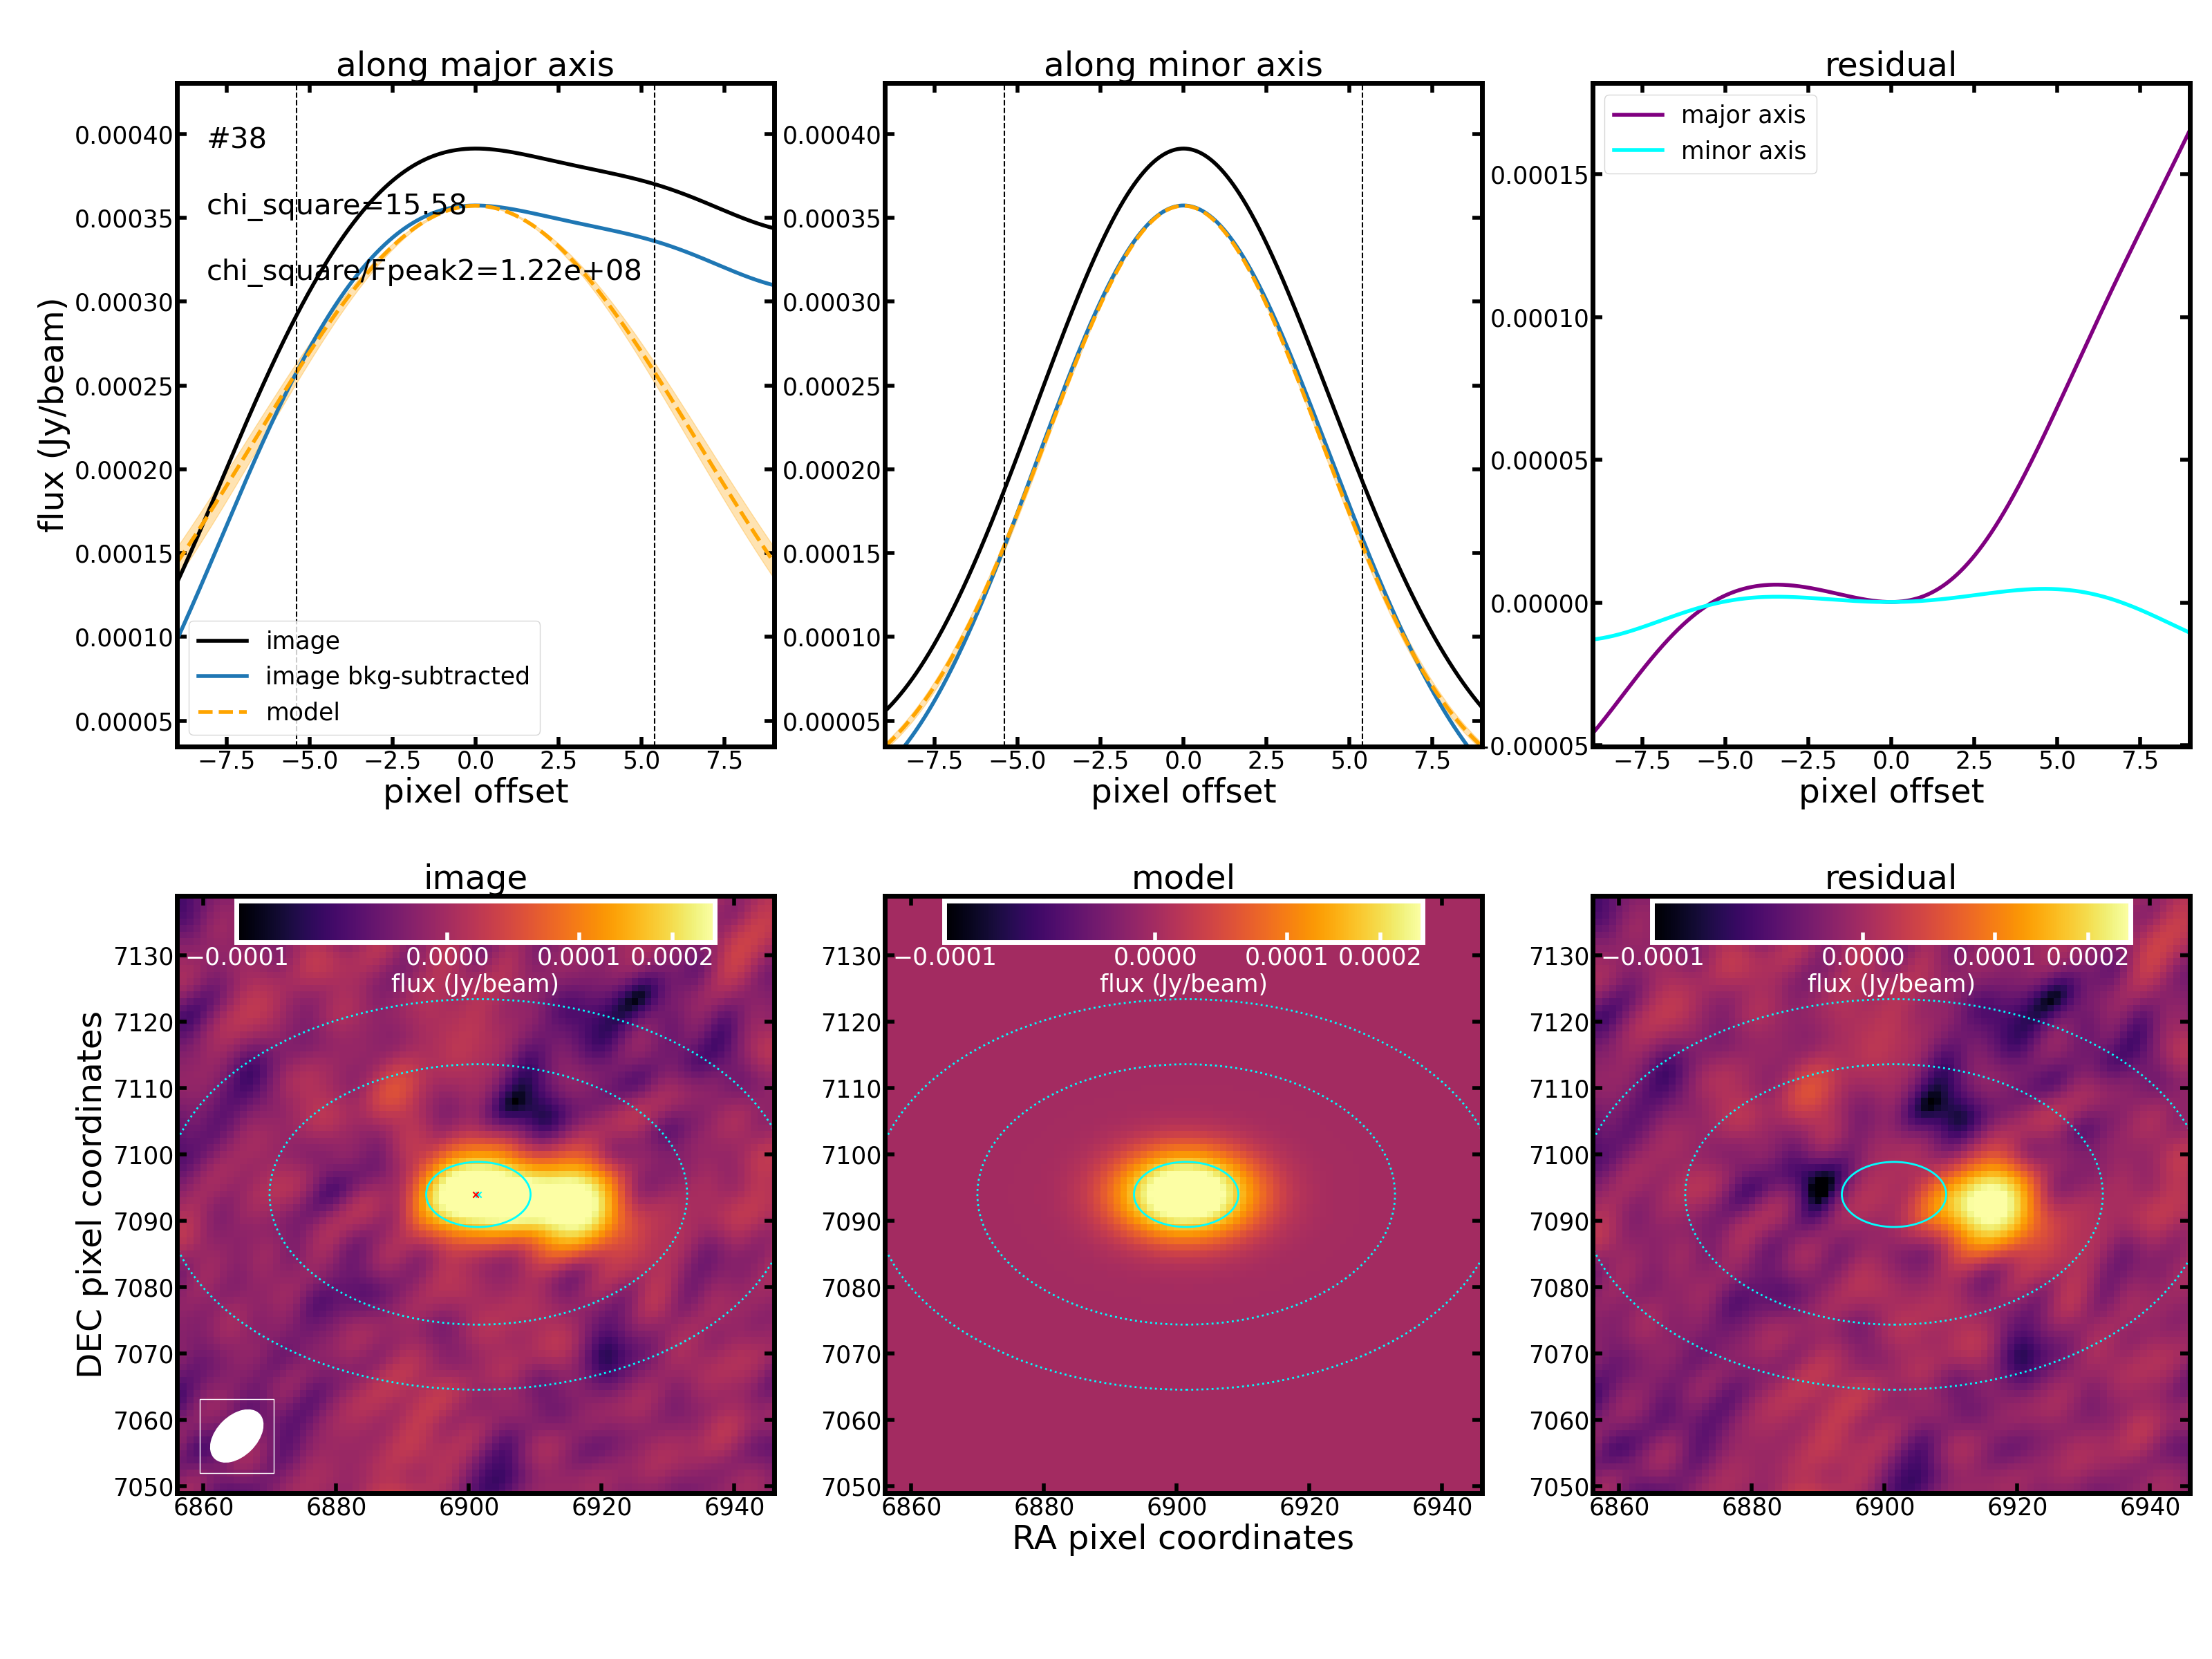 along major axis
along minor axis
residual
#38
chi_square=15.58
chi_square/Fpeak2=1.22e+08
flux (Jy/beam)
0.00040
0.00035
0.00030
0.00025
0.00020
0.00015
0.00010
0.00005
image
image bkg-subtracted
model
−7.5 −5.0 −2.5 0.0 2.5 5.0 7.5
pixel offset
0.00040
0.00035
0.00030
0.00025
0.00020
0.00015
0.00010
0.00005
−7.5 −5.0 −2.5 0.0 2.5 5.0 7.5
pixel offset
major axis
minor axis
0.00015
0.00010
0.00005
0.00000
−0.00005
−7.5 −5.0 −2.5 0.0 2.5 5.0 7.5
pixel offset
image
model
residual
−0.0001 0.0000 0.0001 0.0002
flux (Jy/beam)
DEC pixel coordinates
7130
7120
7110
7100
7090
7080
7070
7060
7050
6860 6880 6900 6920 6940
−0.0001 0.0000 0.0001 0.0002
flux (Jy/beam)
7130
7120
7110
7100
7090
7080
7070
7060
7050
6860 6880 6900 6920 6940
RA pixel coordinates
−0.0001 0.0000 0.0001 0.0002
flux (Jy/beam)
7130
7120
7110
7100
7090
7080
7070
7060
7050
6860 6880 6900 6920 6940